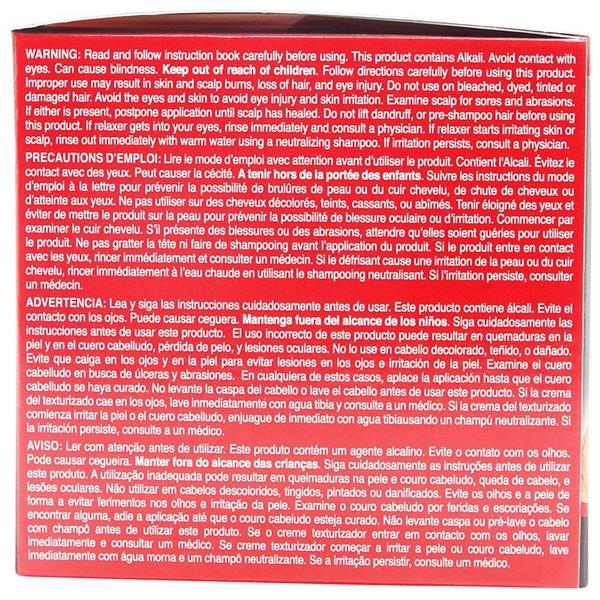 WARNING: Read and follow instruction book carefully before using. This product contains Alkali. Avoid contact with
eyes. Can cause blindness. Keep out of reach of children. Follow directions carefully before using this product.
Improper use may result in skin and scalp burns, loss of hair, and eye injury. Do not use on bleached, dyed, tinted or
damaged hair. Avoid the eyes and skin to avoid eye injury and skin irritation. Examine scalp for sores and abrasions.
If either is present, postpone application until scalp has healed. Do not lift dandruff, or pre-shampoo hair before using
this product. If relaxer gets into your eyes, rinse immediately and consult a physician. If relaxer starts irritating skin or
scalp, rinse out immediately with warm water using a neutralizing shampoo. If irritation persists, consult a physician.
PRECAUTIONS D'EMPLOI: Lire le mode d'emploi avec attention avant d'utiliser le produit. Contient l'Alcali. Évitez le
contact avec des yeux. Peut causer la cécité. A tenir hors de la portée des enfants. Suivre les instructions du mode
d'emploi à la lettre pour prévenir la possibilité de brulûres de peau ou du cuir chevelu, de chute de cheveux ou
d'atteinte aux yeux. Ne pas utiliser sur des cheveux décolorés, teints, cassants, ou abîmés. Tenir éloigné des yeux et
éviter de mettre le produit sur la peau pour prévenir la possibilité de blessure oculaire ou d'irritation. Commencer par
examiner le cuir chevelu. S'il présente des blessures ou des abrasions, attendre qu'elles soient guéries pour utiliser
le produit. Ne pas gratter la tête ni faire de shampooing avant l'application du produit. Si le produit entre en contact
avec les yeux, rincer immédiatement et consulter un médecin. Si le défrisant cause une irritation de la peau ou du cuir
chevelu, rincer immédiatement à l'eau chaude en utilisant le shampooing neutralisant. Si l'irritation persiste, consulter
un médecin.
ADVERTENCIA: Lea y siga las instrucciones cuidadosamente antes de usar. Este producto contiene álcali. Evite el
contacto con los ojos. Puede causar ceguera. Mantenga fuera del alcance de los niños. Siga cuidadosamente las
instrucciones antes de usar este producto. El uso incorrecto de este producto puede resultar en quemaduras en la
piel y en el cuero cabelludo, pérdida de pelo, y lesiones oculares. No lo use en cabello decolorado, teñido, o dañado.
Evite que caiga en los ojos y en la piel para evitar lesiones en los ojos e irritación de la piel. Examine el cuero
cabelludo en busca de úlceras y abrasiones. En cualquiera de estos casos, aplace la aplicación hasta que el cuero
cabelludo se haya curado. No levante la caspa del cabello o lave el cabello antes de usar este producto. Si la crema
del texturizado cae en los ojos, lave inmediatamente con agua tibia y consulte a un médico. Si la crema del texturizado
comienza irritar la piel o el cuero cabelludo, enjuague de inmediato con agua tibiausando un champú neutralizante. Si
la irritación persiste, consulte a un médico.
AVISO: Ler com atenção antes de utilizar. Este produto contém um agente alcalino. Evite o contato com os olhos.
Pode causar cegueira. Manter fora do alcance das crianças. Siga cuidadosamente as instruções antes de utilizar
este produto. A utilização inadequada pode resultar em queimaduras na pele e couro cabeludo, queda do cabelo, e
lesões oculares. Não utilizar em cabelos descoloridos, tingidos, pintados ou danificados. Evite os olhos e a pele de
forma a evitar ferimentos nos olhos e irritação da pele. Examine o couro cabeludo por feridas e escoriações. Se
encontrar alguma, adie a aplicação até que o couro cabeludo esteja curado. Não levante caspa ou pré-lave o cabelo
com champô antes de utilizar este produto. Se o creme texturizador entrar em contato com os olhos, lavar
imediatamente e consultar um médico. Se creme texturizador começar a irritar a pele ou couro cabeludo, lave
imediatamente com água morna e um champô neutralizante. Se a irritação persistir, consulte um médico.